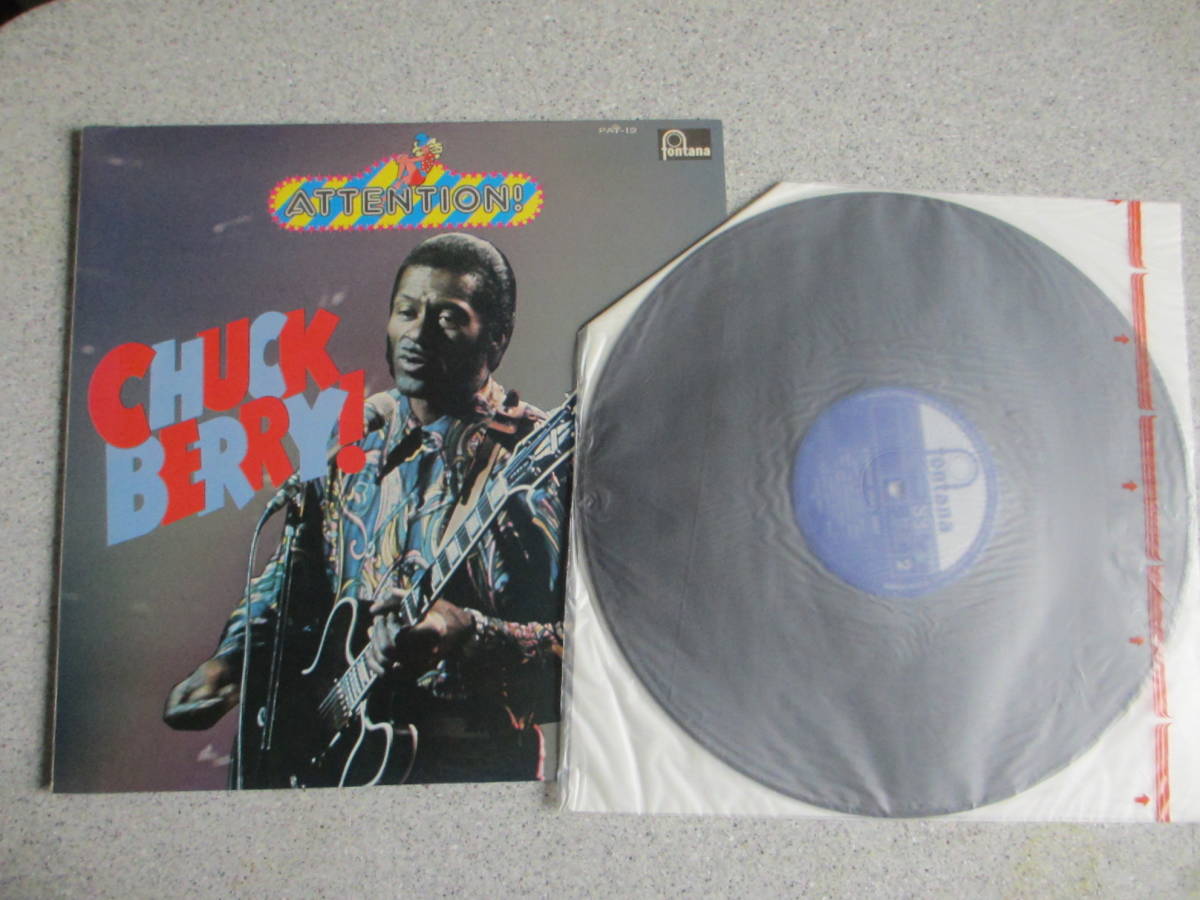 PAT-19
fontana
ATTENTION!
CHUCK
BERRY!
fontana